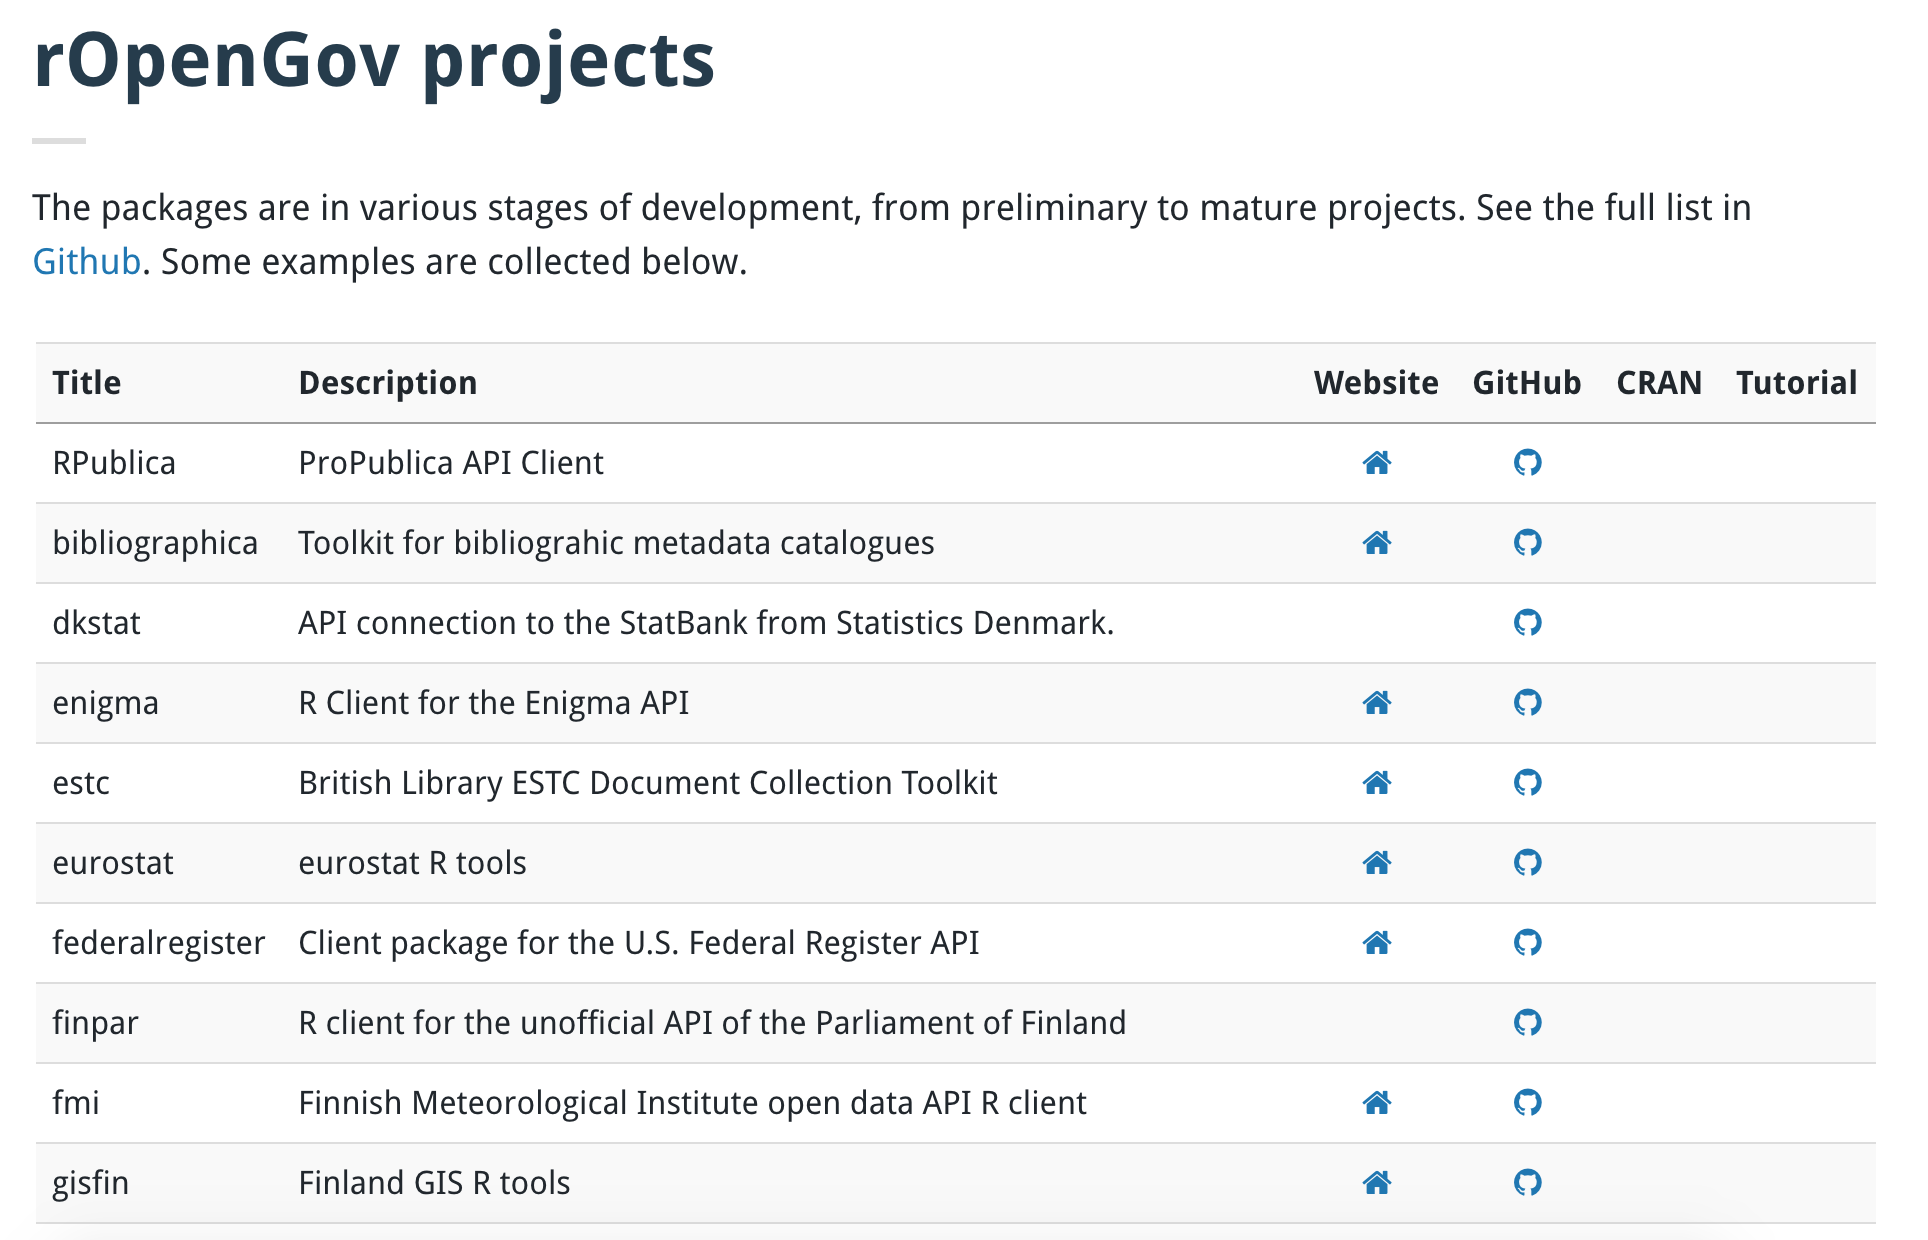 rOpenGov projects
The packages are in various stages of development, from preliminary to mature projects. See the full list in
Github. Some examples are collected below.
Title Description Website GitHub CRAN Tutorial
RPublica ProPublica API Client
bibliographica Toolkit for bibliograhic metadata catalogues
dkstat API connection to the StatBank from Statistics Denmark.
enigma R Client for the Enigma API
estc British Library ESTC Document Collection Toolkit
eurostat eurostat R tools
federalregister Client package for the U.S. Federal Register API
finpar R client for the unofficial API of the Parliament of Finland
fmi Finnish Meteorological Institute open data API R client
gisfin Finland GIS R tools